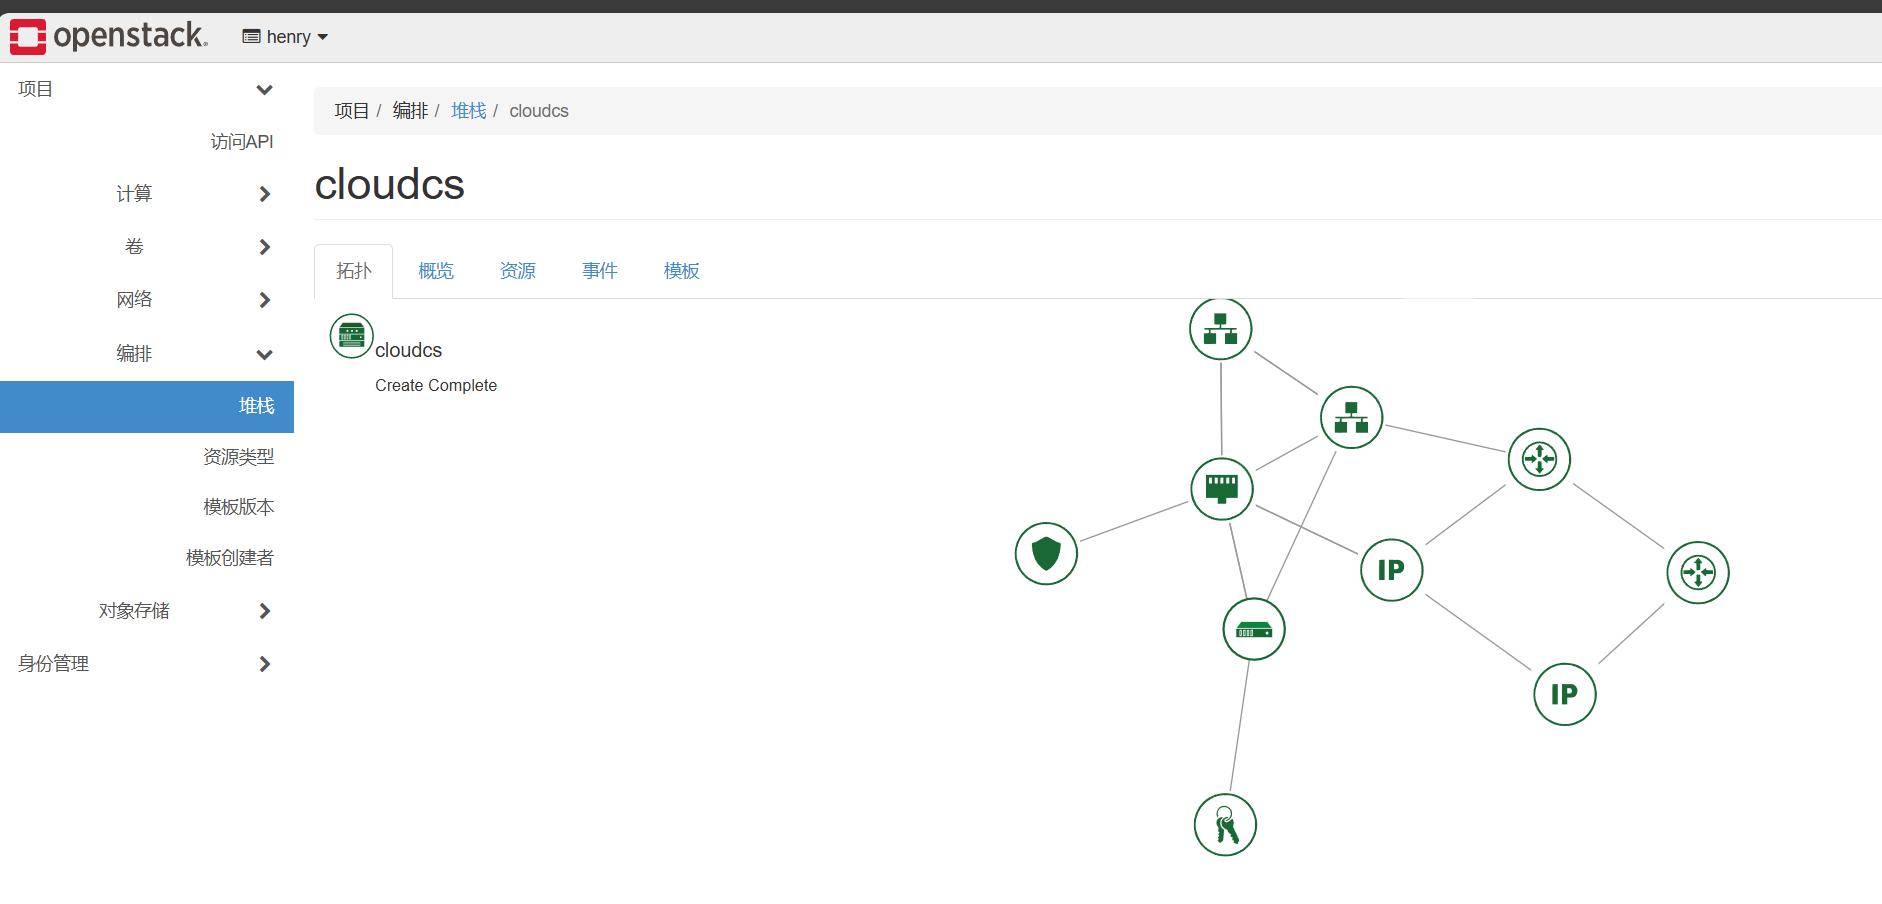 openstack.
henry
项目
访问API
计算
卷
网络
编排
堆栈
资源类型
模板版本
模板创建者
对象存储
身份管理
项目 / 编排 / 堆栈 / cloudcs
cloudcs
拓扑 概览 资源 事件 模板
cloudcs
Create Complete
IP
IP